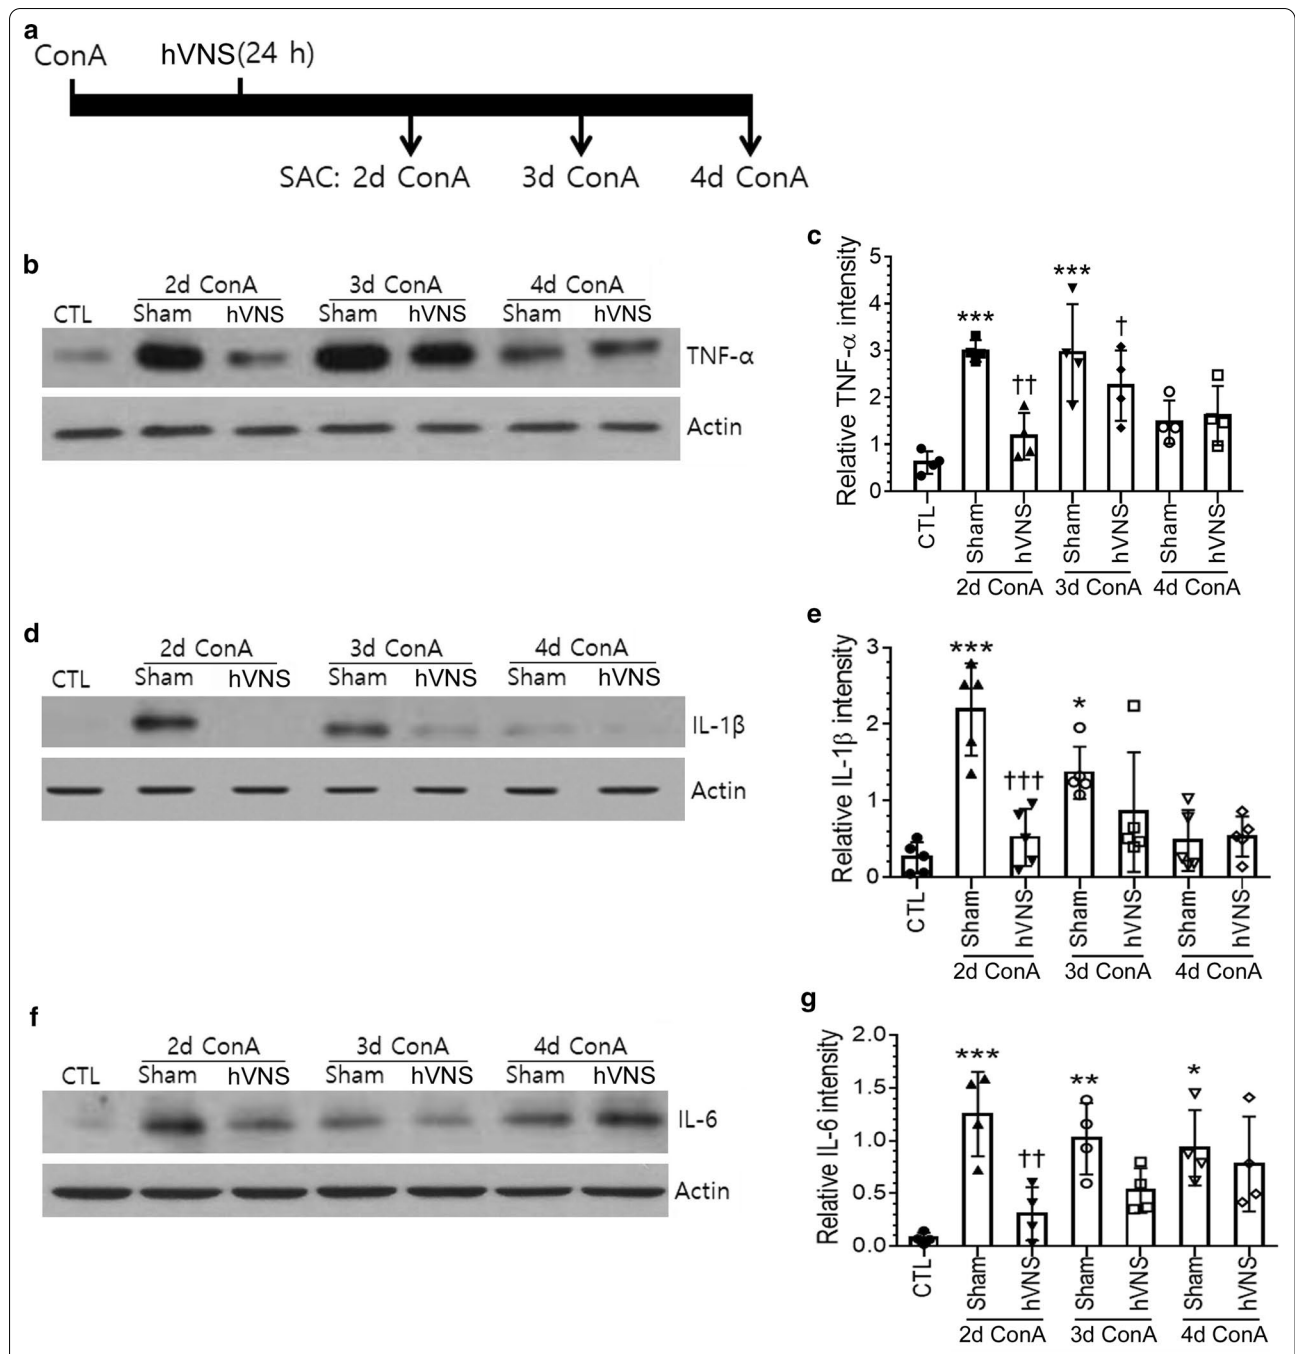 a
ConA hVNS(24 h)
SAC: 2d ConA 3d ConA 4d ConA
b
2d ConA 3d ConA 4d ConA
CTL Sham hVNS Sham hVNS Sham hVNS
TNF-α
Actin
c
Relative TNF-α intensity
5
4
3
2
1
0
*** †† *** †
CTL Sham hVNS Sham hVNS Sham hVNS
2d ConA 3d ConA 4d ConA
d
2d ConA 3d ConA 4d ConA
CTL Sham hVNS Sham hVNS Sham hVNS
IL-1β
Actin
e
Relative IL-1β intensity
3
2
1
0
*** ††† *
CTL Sham hVNS Sham hVNS Sham hVNS
2d ConA 3d ConA 4d ConA
f
2d ConA 3d ConA 4d ConA
CTL Sham hVNS Sham hVNS Sham hVNS
IL-6
Actin
g
Relative IL-6 intensity
2.0
1.5
1.0
0.5
0.0
*** †† ** *
CTL Sham hVNS Sham hVNS Sham hVNS
2d ConA 3d ConA 4d ConA